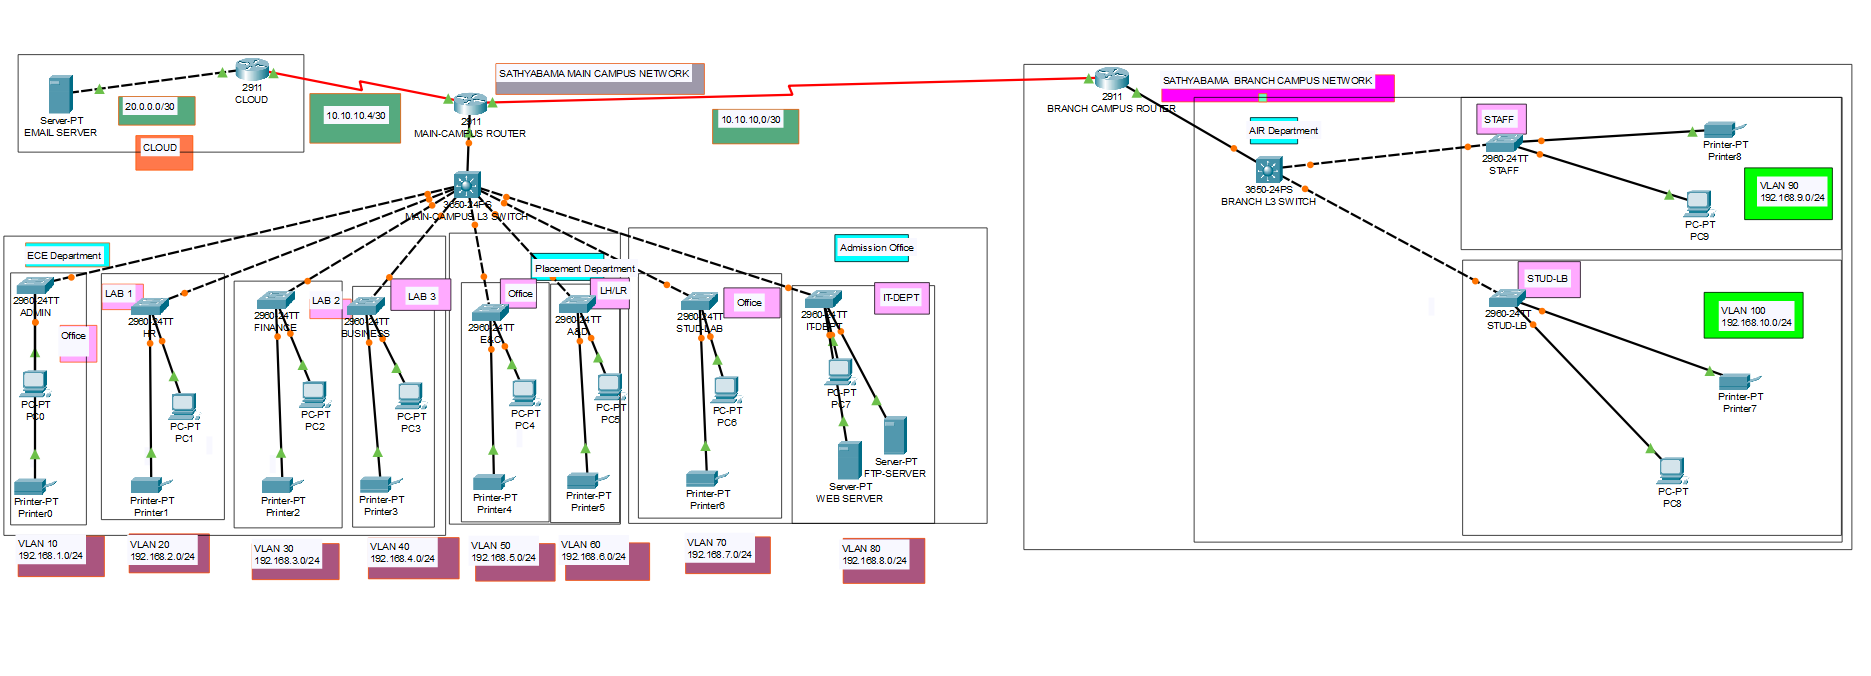 SATHYABAMA MAIN CAMPUS NETWORK
SATHYABAMA  BRANCH CAMPUS NETWORK
2911
CLOUD
20.0.0.0/30
Server-PT
EMAIL SERVER
CLOUD
10.10.10.4/30
2911
MAIN-CAMPUS ROUTER
10.10.10,0/30
2911
BRANCH CAMPUS ROUTER
3650-24PS
MAIN-CAMPUS L3 SWITCH
AIR Department
3650-24PS
BRANCH L3 SWITCH
STAFF
2960-24TT
STAFF
Printer-PT
Printer8
PC-PT
PC9
VLAN 90
192.168.9.0/24
STUD-LB
2960-24TT
STUD-LB
VLAN 100
192.168.10.0/24
Printer-PT
Printer7
PC-PT
PC8
ECE Department
2960-24TT
ADMIN
Office
PC-PT
PC0
Printer-PT
Printer0
LAB 1
2960-24TT
HR
PC-PT
PC1
Printer-PT
Printer1
LAB 2
2960-24TT
FINANCE
PC-PT
PC2
Printer-PT
Printer2
LAB 3
2960-24TT
BUSINESS
PC-PT
PC3
Printer-PT
Printer3
Placement Department
Office
2960-24TT
E&C
PC-PT
PC4
Printer-PT
Printer4
LH/LR
2960-24TT
A&D
PC-PT
PC5
Printer-PT
Printer5
Admission Office
Office
2960-24TT
STUD-LAB
PC-PT
PC6
Printer-PT
Printer6
IT-DEPT
2960-24TT
ITDEPT
PC-PT
PC7
Server-PT
FTP-SERVER
Server-PT
WEB SERVER
VLAN 10
192.168.1.0/24
VLAN 20
192.168.2.0/24
VLAN 30
192.168.3.0/24
VLAN 40
192.168.4.0/24
VLAN 50
192.168.5.0/24
VLAN 60
192.168.6.0/24
VLAN 70
192.168.7.0/24
VLAN 80
192.168.8.0/24